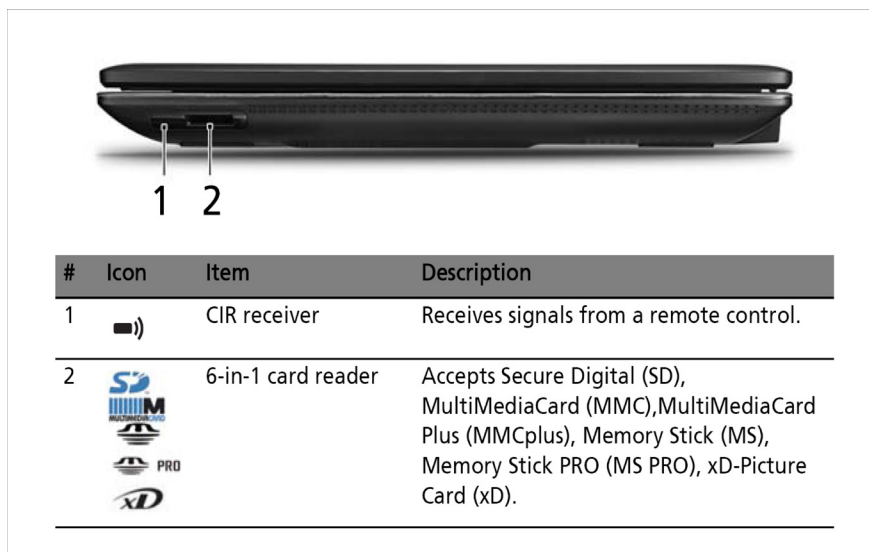 1 2
# Icon Item Description
1 CIR receiver Receives signals from a remote control.
2 SD 6-in-1 card reader Accepts Secure Digital (SD),
MultiMediaCard (MMC),MultiMediaCard
MULTIMEDIACARD
Plus (MMCplus), Memory Stick (MS),
PRO Memory Stick PRO (MS PRO), xD-Picture
xD Card (xD).